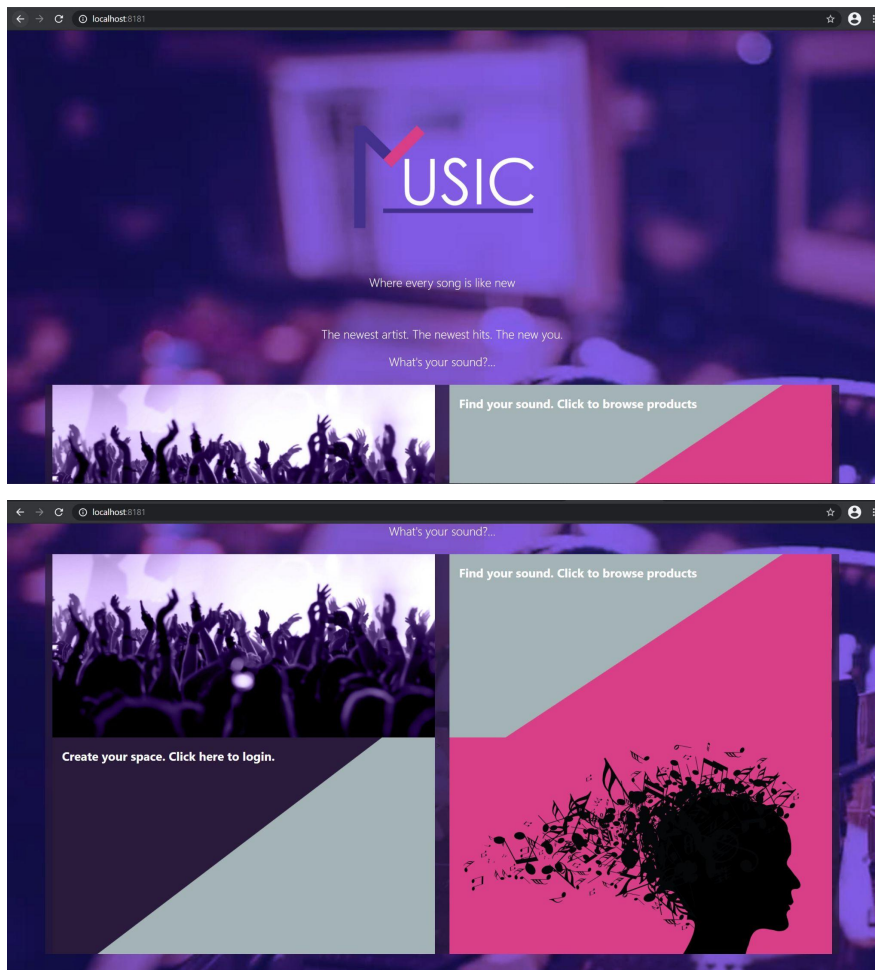 localhost:8181
MUSIC
Where every song is like new
The newest artist. The newest hits. The new you.
What's your sound?...
Find your sound. Click to browse products
localhost:8181
What's your sound?...
Find your sound. Click to browse products
Create your space. Click here to login.